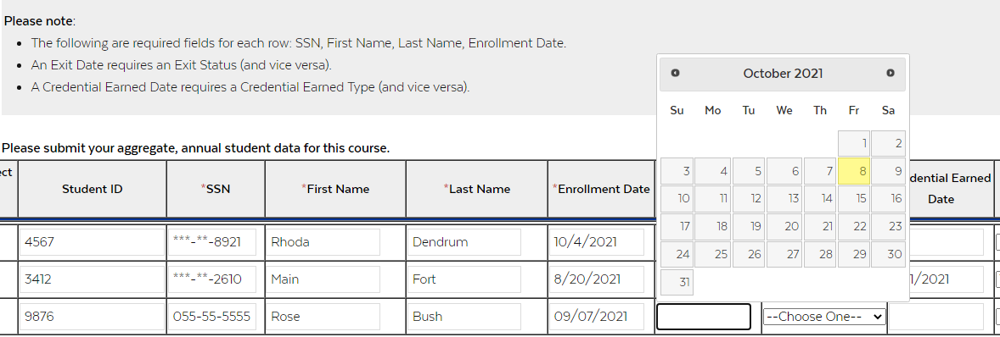 Please note:
• The following are required fields for each row: SSN, First Name, Last Name, Enrollment Date.
• An Exit Date requires an Exit Status (and vice versa).
• A Credential Earned Date requires a Credential Earned Type (and vice versa).
October 2021
Su Mo Tu We Th Fr Sa
1 2
3 4 5 6 7 8 9
10 11 12 13 14 15 16
17 18 19 20 21 22 23
24 25 26 27 28 29 30
31
Please submit your aggregate, annual student data for this course.
ect Student ID *SSN *First Name *Last Name *Enrollment Date dential Earned
Date
4567 ***-**-8921 Rhoda Dendrum 10/4/2021
3412 ***-**-2610 Main Fort 8/20/2021 1/2021
9876 055-55-5555 Rose Bush 09/07/2021 --Choose One--